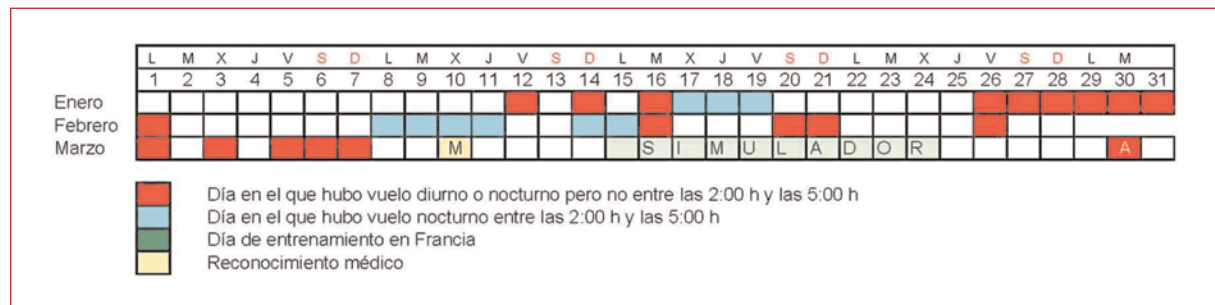 L M X J V S D L M X J V S D L M X J V S D L M X J V S D L M
1 2 3 4 5 6 7 8 9 10 11 12 13 14 15 16 17 18 19 20 21 22 23 24 25 26 27 28 29 30 31
Enero
Febrero
Marzo M S I M U L A D O R A
Día en el que hubo vuelo diurno o nocturno pero no entre las 2:00 h y las 5:00 h
Día en el que hubo vuelo nocturno entre las 2:00 h y las 5:00 h
Día de entrenamiento en Francia
Reconocimiento médico